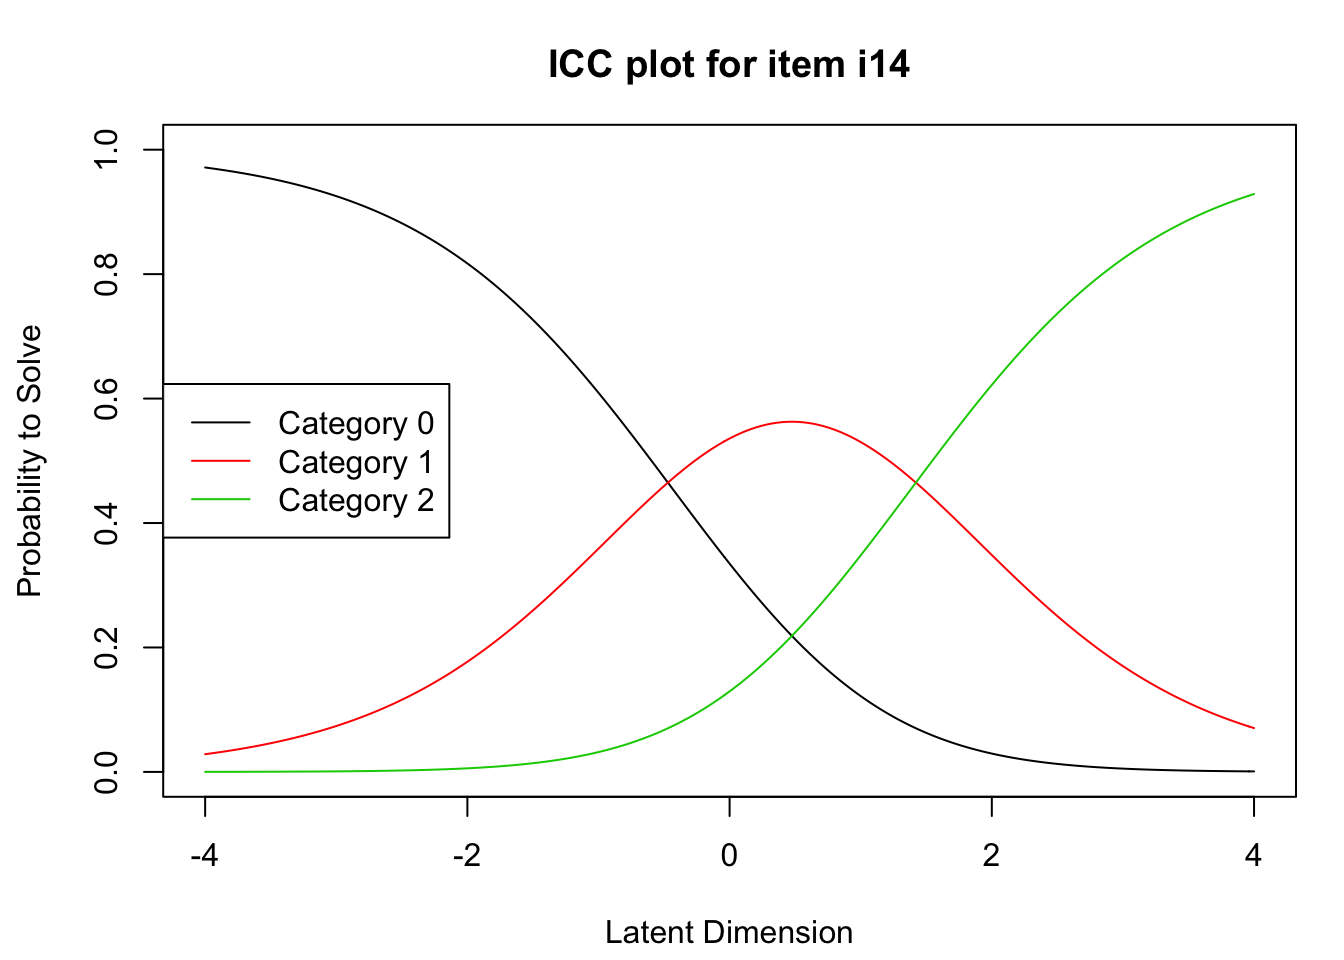 ICC plot for item i14
1.0
0.8
0.6
0.4
0.2
0.0
Probability to Solve
Category 0
Category 1
Category 2
-4 -2 0 2 4
Latent Dimension